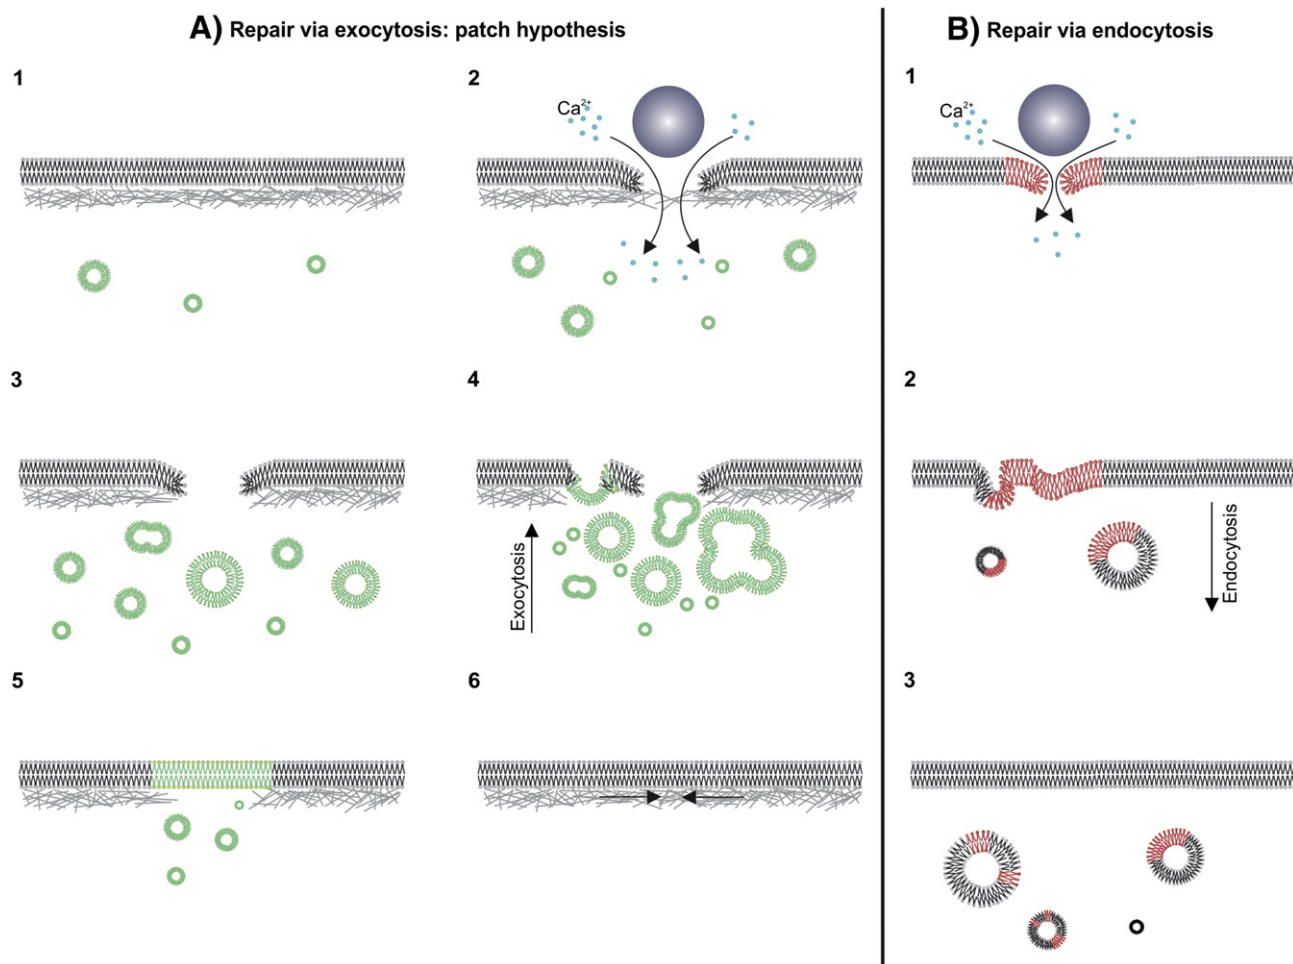 A) Repair via exocytosis: patch hypothesis
B) Repair via endocytosis
1
2
Ca²⁺
1
Ca²⁺
3
4
Exocytosis
2
Endocytosis
5
6
3